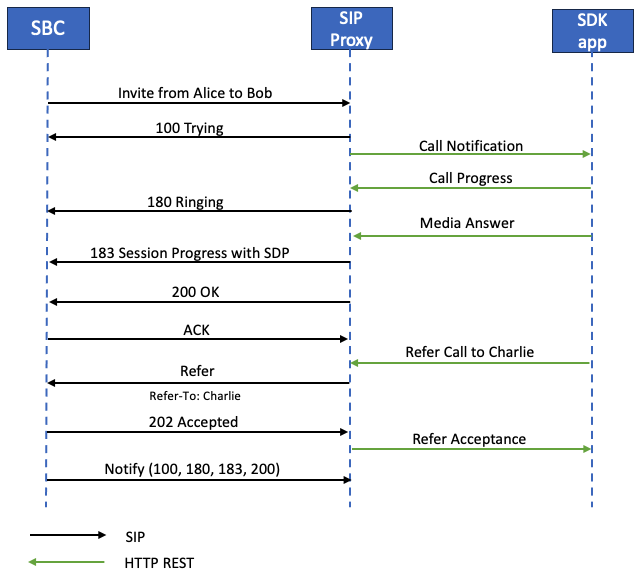 SBC
SIP
Proxy
SDK
app
Invite from Alice to Bob
100 Trying
Call Notification
Call Progress
180 Ringing
Media Answer
183 Session Progress with SDP
200 OK
ACK
Refer Call to Charlie
Refer
Refer-To: Charlie
202 Accepted
Refer Acceptance
Notify (100, 180, 183, 200)
SIP
HTTP REST